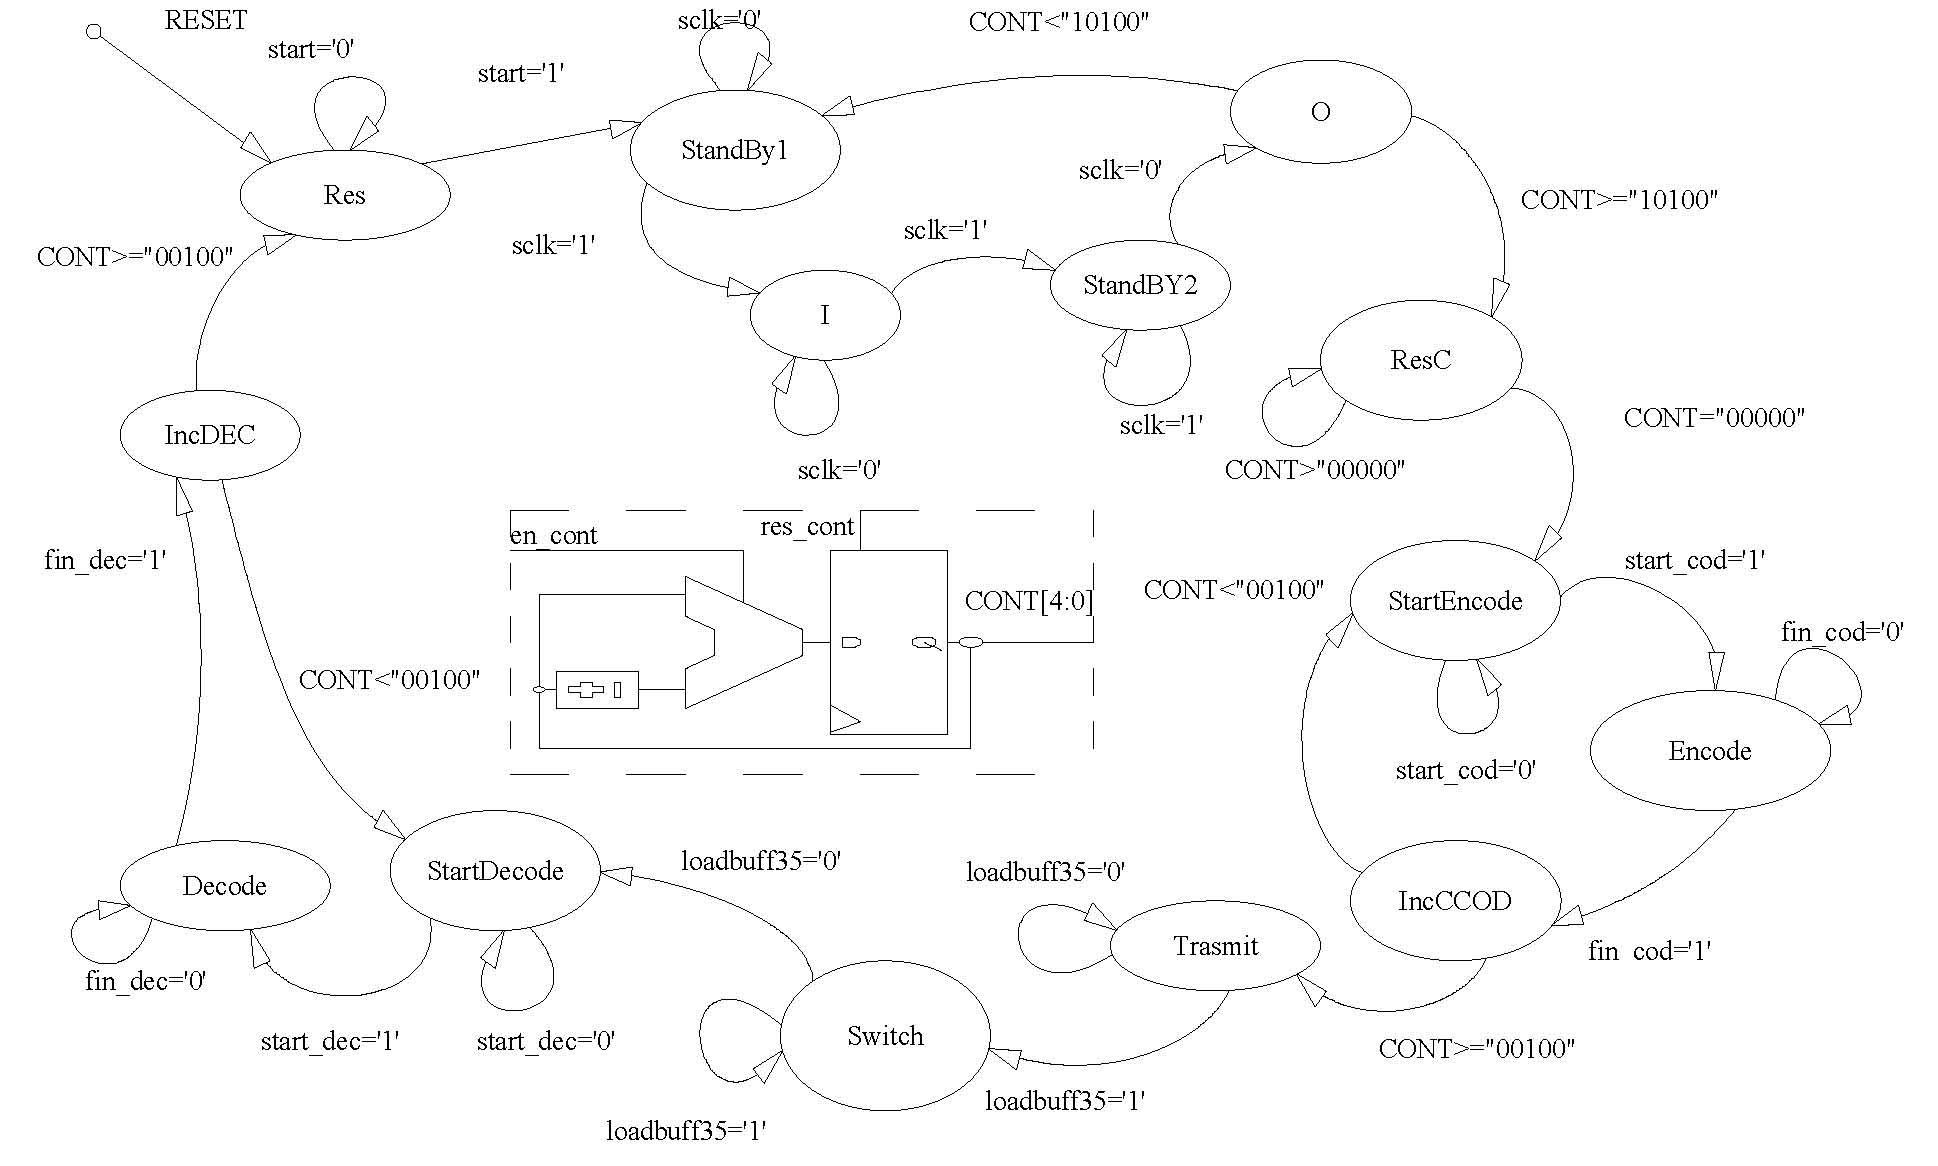 RESET
sclk='0'
CONT<"10100"
start='0'
start='1'
O
StandBy1
sclk='0'
Res
CONT>="10100"
sclk='1'
sclk='1'
CONT>="00100"
StandBY2
I
ResC
CONT="00000"
sclk='1'
IncDEC
sclk='0'
CONT>"00000"
en_cont
res_cont
fin_dec='1'
start_cod='1'
CONT<"00100"
CONT[4:0]
StartEncode
fin_cod='0'
CONT<"00100"
Encode
start_cod='0'
loadbuff35='0'
StartDecode
loadbuff35='0'
Decode
IncCCOD
Trasmit
fin cod='1'
fin_dec='0'
start_dec='1'
start_dec='0'
Switch
CONT>="00100"
loadbuff35='1'
loadbuff35='1'